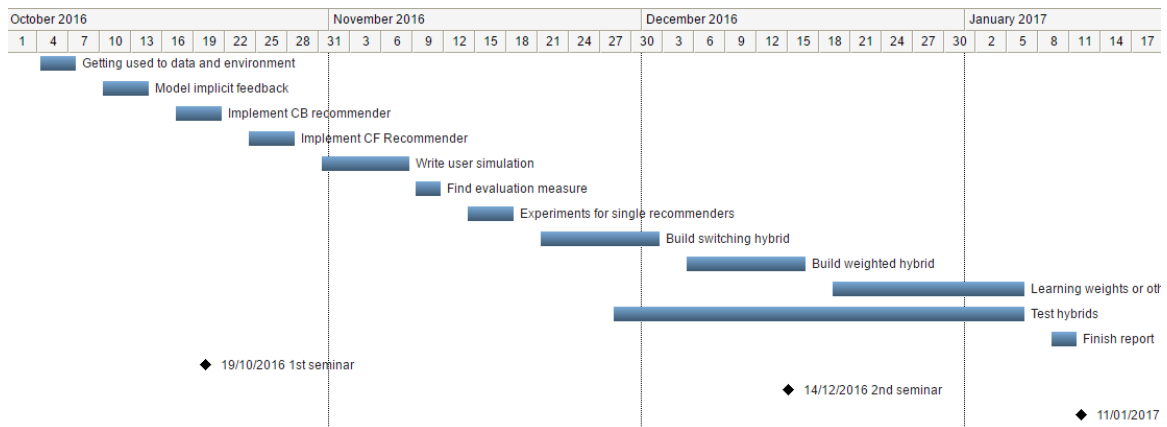 October 2016 November 2016 December 2016 January 2017
1 4 7 10 13 16 19 22 25 28 31 3 6 9 12 15 18 21 24 27 30 3 6 9 12 15 18 21 24 27 30 2 5 8 11 14 17
Getting used to data and environment
Model implicit feedback
Implement CB recommender
Implement CF Recommender
Write user simulation
Find evaluation measure
Experiments for single recommenders
Build switching hybrid
Build weighted hybrid
Learning weights or oth
Test hybrids
Finish report
19/10/2016 1st seminar
14/12/2016 2nd seminar
11/01/2017